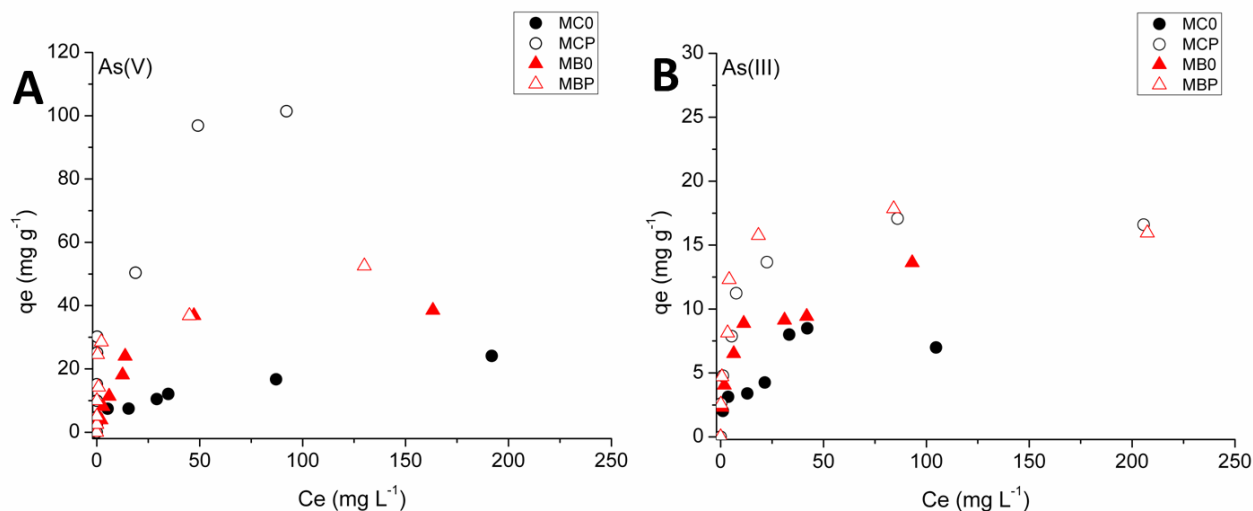 A
As(V)
MC0
MCP
MB0
MBP
120
100
80
60
40
20
0
qe (mg g-1)
0 50 100 150 200 250
Ce (mg L-1)
B
As(III)
MC0
MCP
MB0
MBP
30
25
20
15
10
5
0
qe (mg g-1)
0 50 100 150 200 250
Ce (mg L-1)